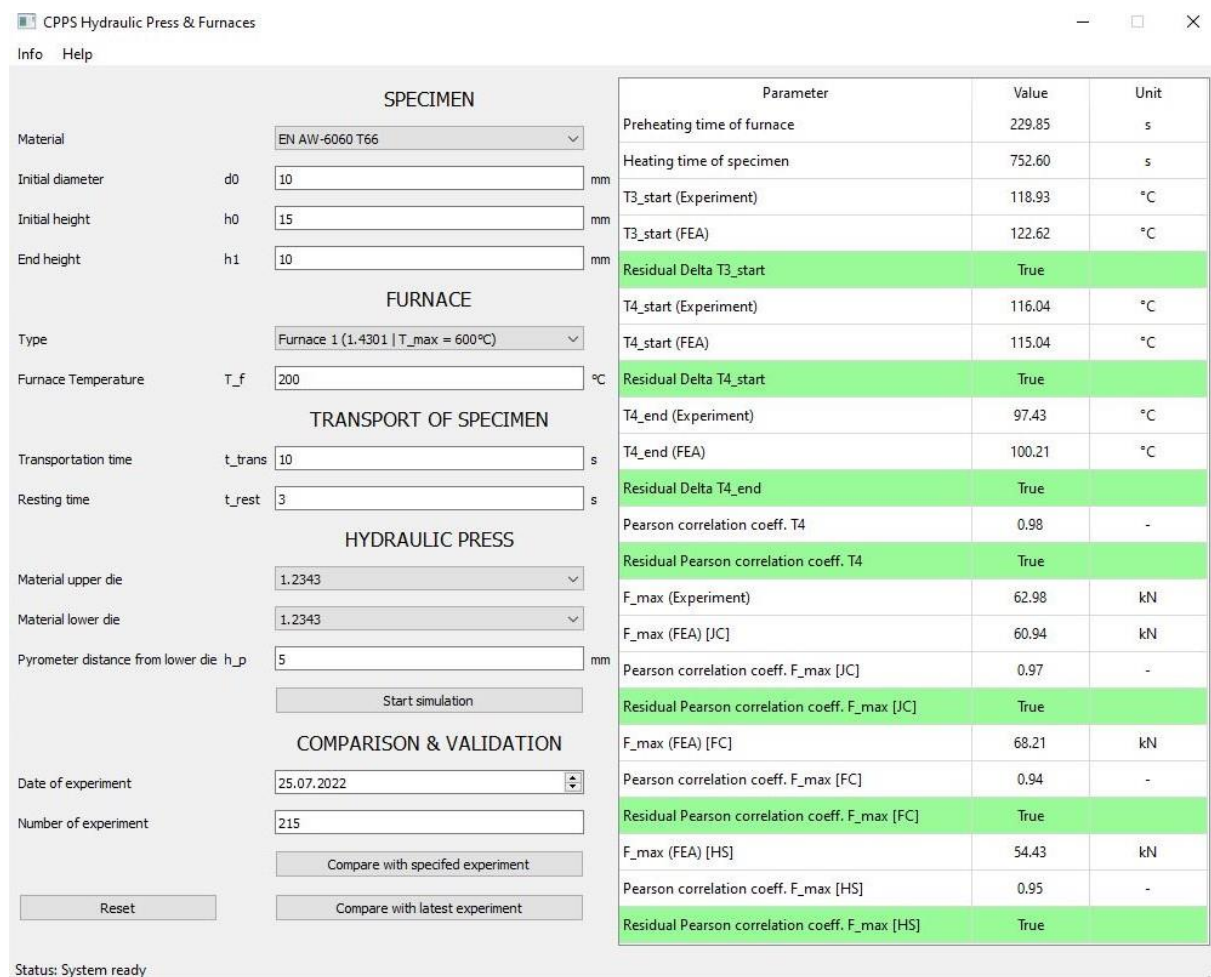 CPPS Hydraulic Press & Furnaces
Info Help
SPECIMEN
Material EN AW-6060 T66
Initial diameter d0 10 mm
Initial height h0 15 mm
End height h1 10 mm
FURNACE
Type Furnace 1 (1.4301 | T_max = 600°C)
Furnace Temperature T_f 200 °C
TRANSPORT OF SPECIMEN
Transportation time t_trans 10 s
Resting time t_rest 3 s
HYDRAULIC PRESS
Material upper die 1.2343
Material lower die 1.2343
Pyrometer distance from lower die h_p 5 mm
Start simulation
COMPARISON & VALIDATION
Date of experiment 25.07.2022
Number of experiment 215
Compare with specifed experiment
Reset Compare with latest experiment
Parameter Value Unit
Preheating time of furnace 229.85 s
Heating time of specimen 752.60 s
T3_start (Experiment) 118.93 °C
T3_start (FEA) 122.62 °C
Residual Delta T3_start True
T4_start (Experiment) 116.04 °C
T4_start (FEA) 115.04 °C
Residual Delta T4_start True
T4_end (Experiment) 97.43 °C
T4_end (FEA) 100.21 °C
Residual Delta T4_end True
Pearson correlation coeff. T4 0.98 -
Residual Pearson correlation coeff. T4 True
F_max (Experiment) 62.98 kN
F_max (FEA) [JC] 60.94 kN
Pearson correlation coeff. F_max [JC] 0.97 -
Residual Pearson correlation coeff. F_max [JC] True
F_max (FEA) [FC] 68.21 kN
Pearson correlation coeff. F_max [FC] 0.94 -
Residual Pearson correlation coeff. F_max [FC] True
F_max (FEA) [HS] 54.43 kN
Pearson correlation coeff. F_max [HS] 0.95 -
Residual Pearson correlation coeff. F_max [HS] True
Status: System ready